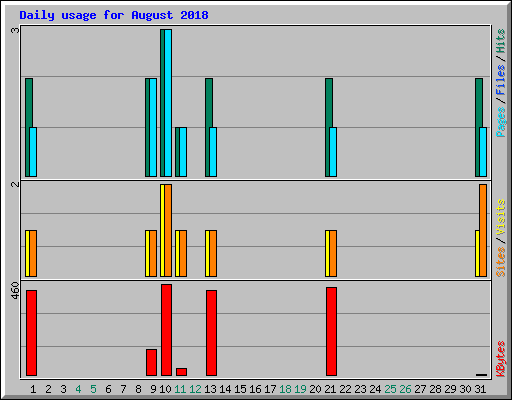 Daily usage for August 2018
3
2
460
Pages / Files / Hits
Sites / Visits
KBytes
1 2 3 4 5 6 7 8 9 10 11 12 13 14 15 16 17 18 19 20 21 22 23 24 25 26 27 28 29 30 31